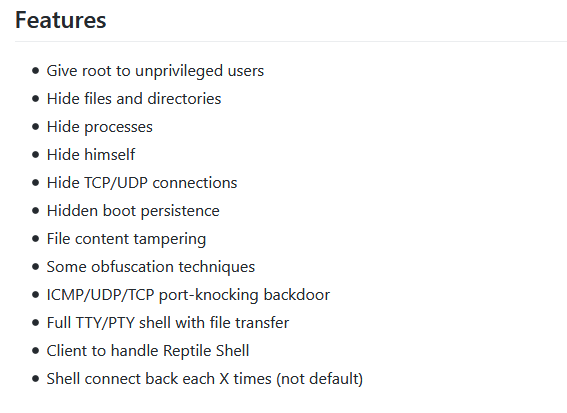 Features
Give root to unprivileged users
Hide files and directories
Hide processes
Hide himself
Hide TCP/UDP connections
Hidden boot persistence
File content tampering
Some obfuscation techniques
ICMP/UDP/TCP port-knocking backdoor
Full TTY/PTY shell with file transfer
Client to handle Reptile Shell
Shell connect back each X times (not default)